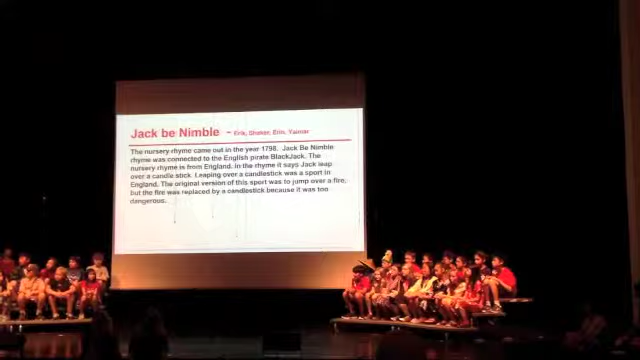 Jack be Nimble - Erik, Shaker, Erin, Yaimar
The nursery rhyme came out in the year 1798. Jack Be Nimble
rhyme was connected to the English pirate BlackJack. The
nursery rhyme is from England. In the rhyme it says Jack leap
over a candle stick. Leaping over a candlestick was a sport in
England. The original version of this sport was to jump over a fire,
but the fire was replaced by a candlestick because it was too
dangerous.